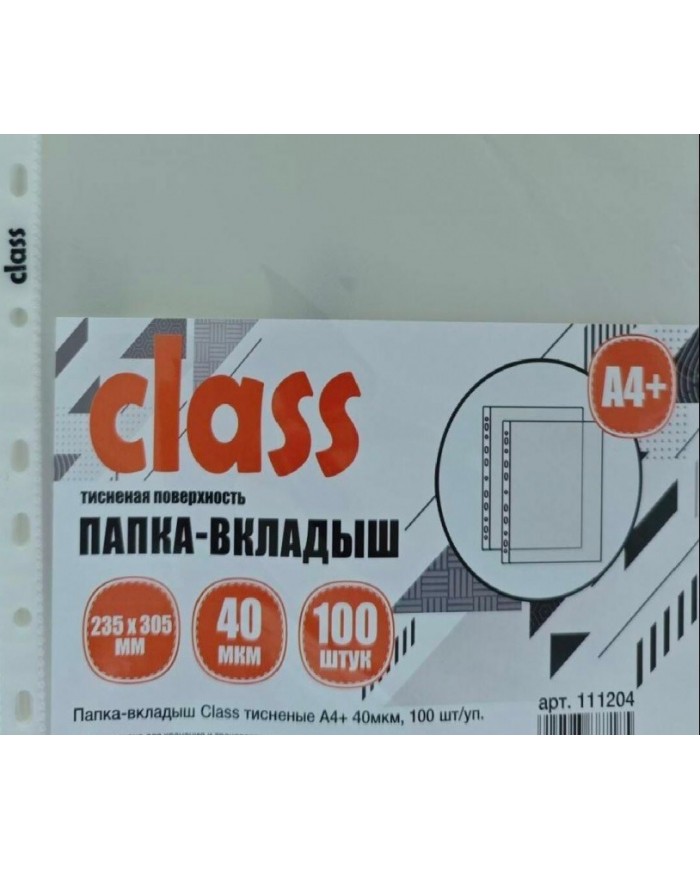 class
class
A4+
тисненая поверхность
ПАПКА-ВКЛАДЫШ
235 х 305
ММ
40
МКМ
100
ШТУК
арт. 111204
Папка-вкладыш Class тисненые А4+ 40мкм, 100 шт/уп.